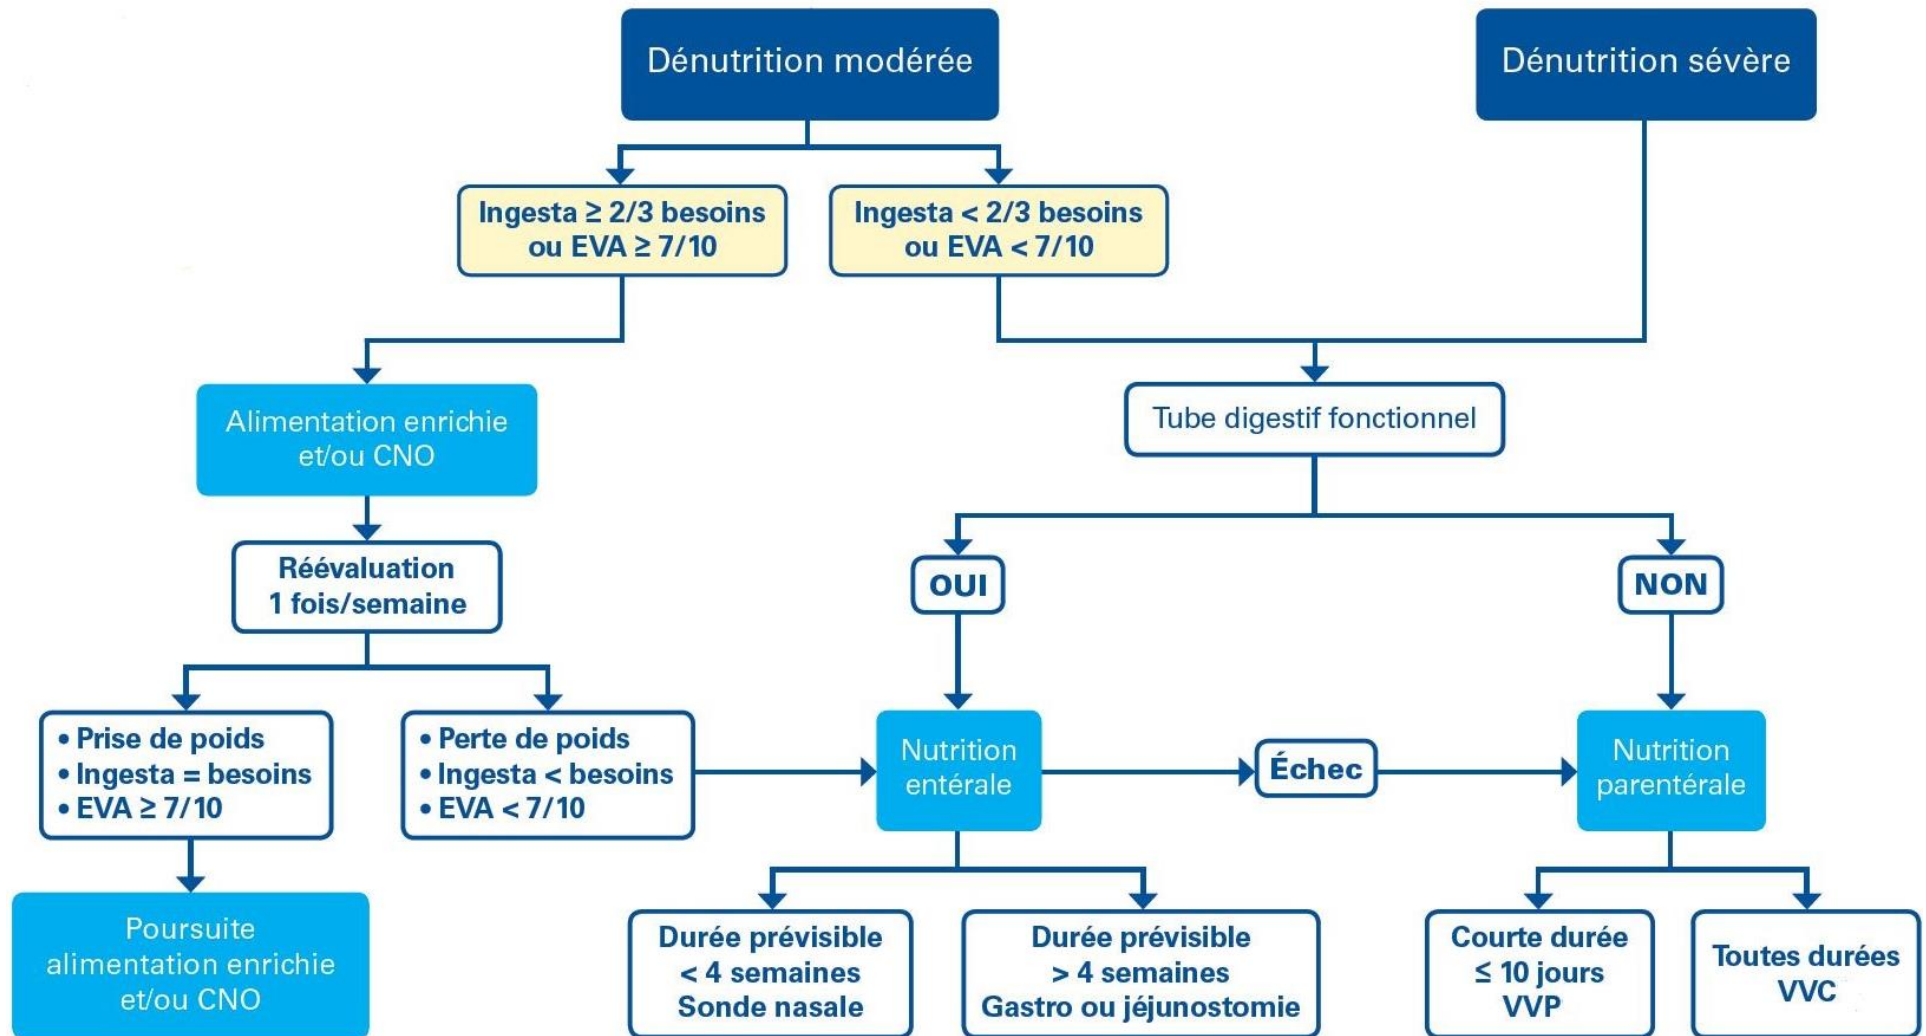 Dénutrition modérée
Dénutrition sévère
Ingesta ≥ 2/3 besoins
ou EVA ≥ 7/10
Ingesta < 2/3 besoins
ou EVA < 7/10
Alimentation enrichie
et/ou CNO
Tube digestif fonctionnel
Réévaluation
1 fois/semaine
OUI
NON
• Prise de poids
• Ingesta = besoins
• EVA ≥ 7/10
• Perte de poids
• Ingesta < besoins
• EVA < 7/10
Nutrition
entérale
Échec
Nutrition
parentérale
Poursuite
alimentation enrichie
et/ou CNO
Durée prévisible
< 4 semaines
Sonde nasale
Durée prévisible
> 4 semaines
Gastro ou jéjunostomie
Courte durée
≤ 10 jours
VVP
Toutes durées
VVC